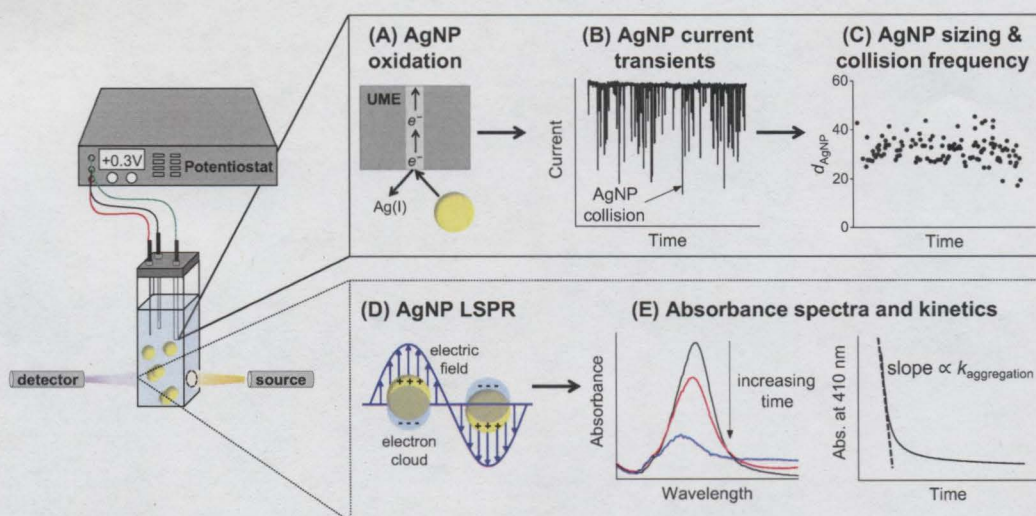 +0.3V
Potentiostat
detector
source
(A) AgNP
oxidation
UME
e⁻
e⁻
e⁻
Ag(I)
(B) AgNP current
transients
Current
AgNP
collision
Time
(C) AgNP sizing &
collision frequency
60
40
20
0
dAgNP
Time
(D) AgNP LSPR
electric
field
+++
---
---
+++
electron
cloud
(E) Absorbance spectra and kinetics
Absorbance
increasing
time
Wavelength
Abs. at 410 nm
slope ∝ kaggregation
Time